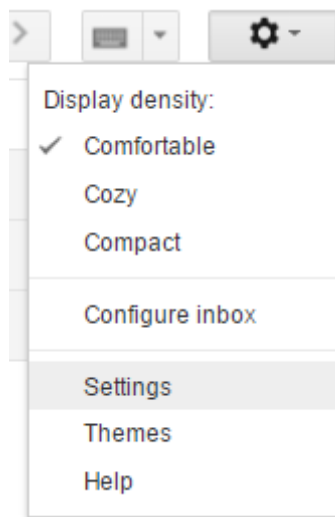 Display density:
Comfortable
Cozy
Compact
Configure inbox
Settings
Themes
Help